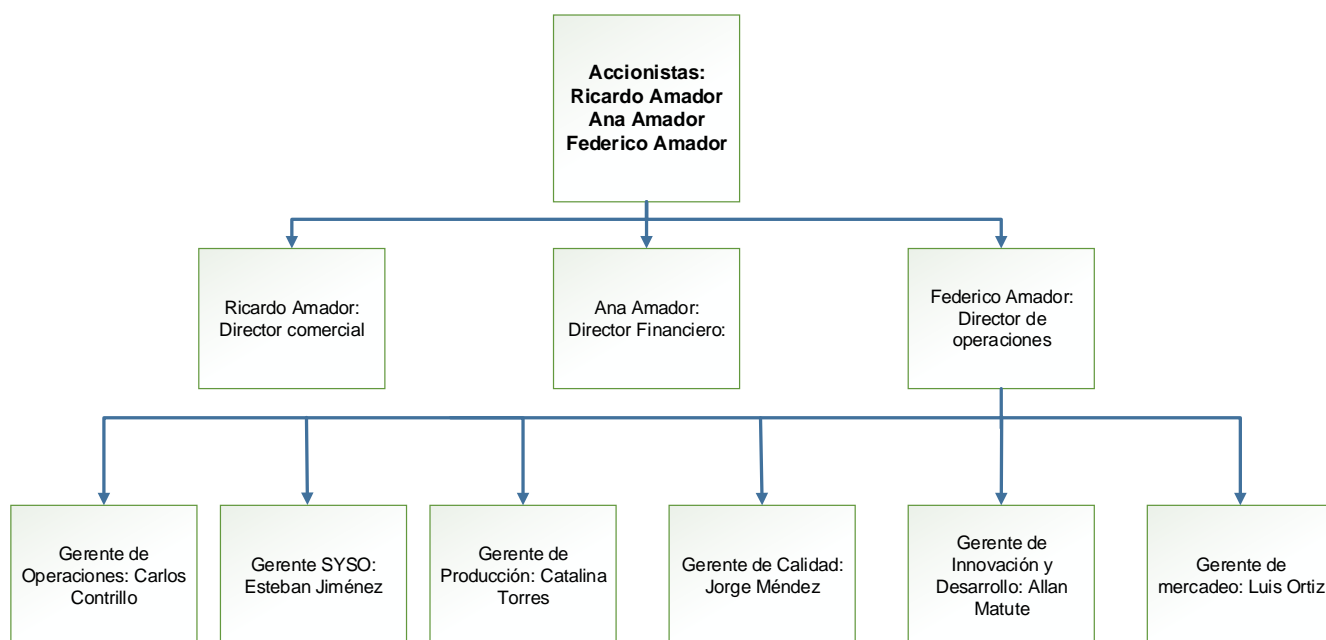 Accionistas:
Ricardo Amador
Ana Amador
Federico Amador
Ricardo Amador:
Director comercial
Ana Amador:
Director Financiero:
Federico Amador:
Director de
operaciones
Gerente de
Operaciones: Carlos
Contrillo
Gerente SYSO:
Esteban Jiménez
Gerente de
Producción: Catalina
Torres
Gerente de Calidad:
Jorge Méndez
Gerente de
Innovación y
Desarrollo: Allan
Matute
Gerente de
mercadeo: Luis Ortiz